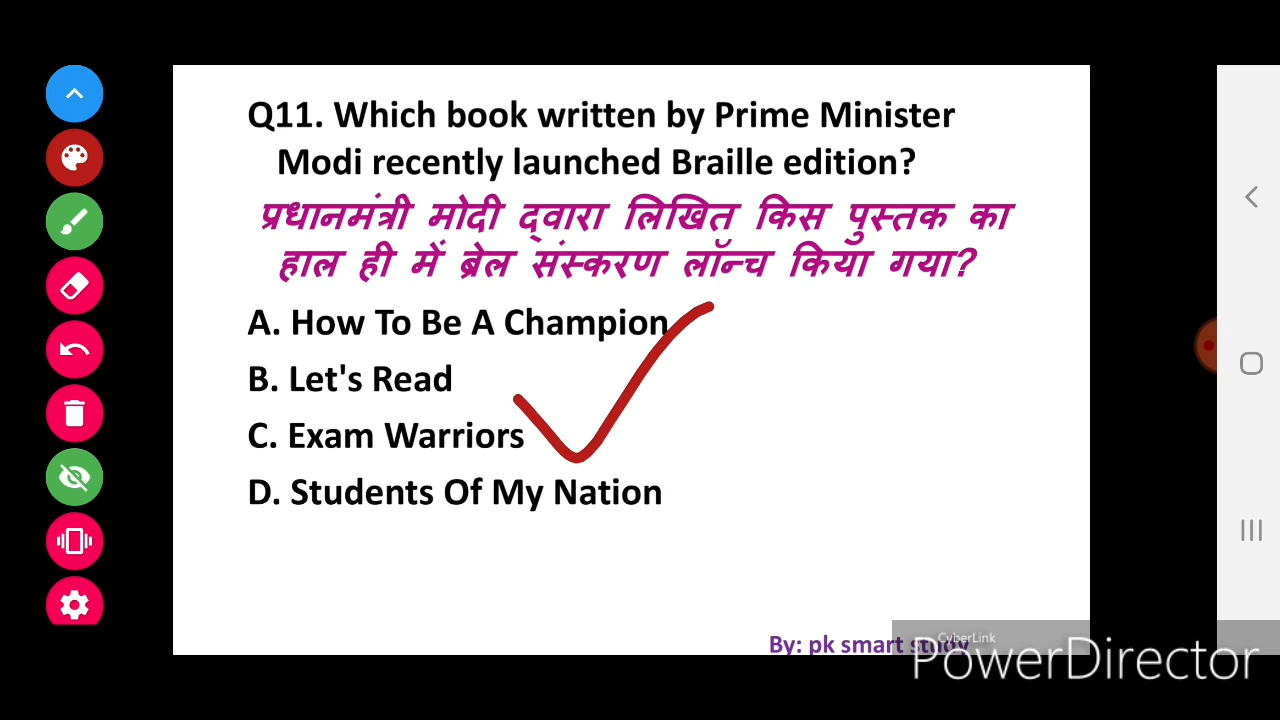 Q11. Which book written by Prime Minister
Modi recently launched Braille edition?
प्रधानमंत्री मोदी द्वारा लिखित किस पुस्तक का
हाल ही में ब्रेल संस्करण लॉन्च किया गया?
A. How To Be A Champion
B. Let's Read
C. Exam Warriors
D. Students Of My Nation
By: pk smart study
CyberLink
PowerDirector